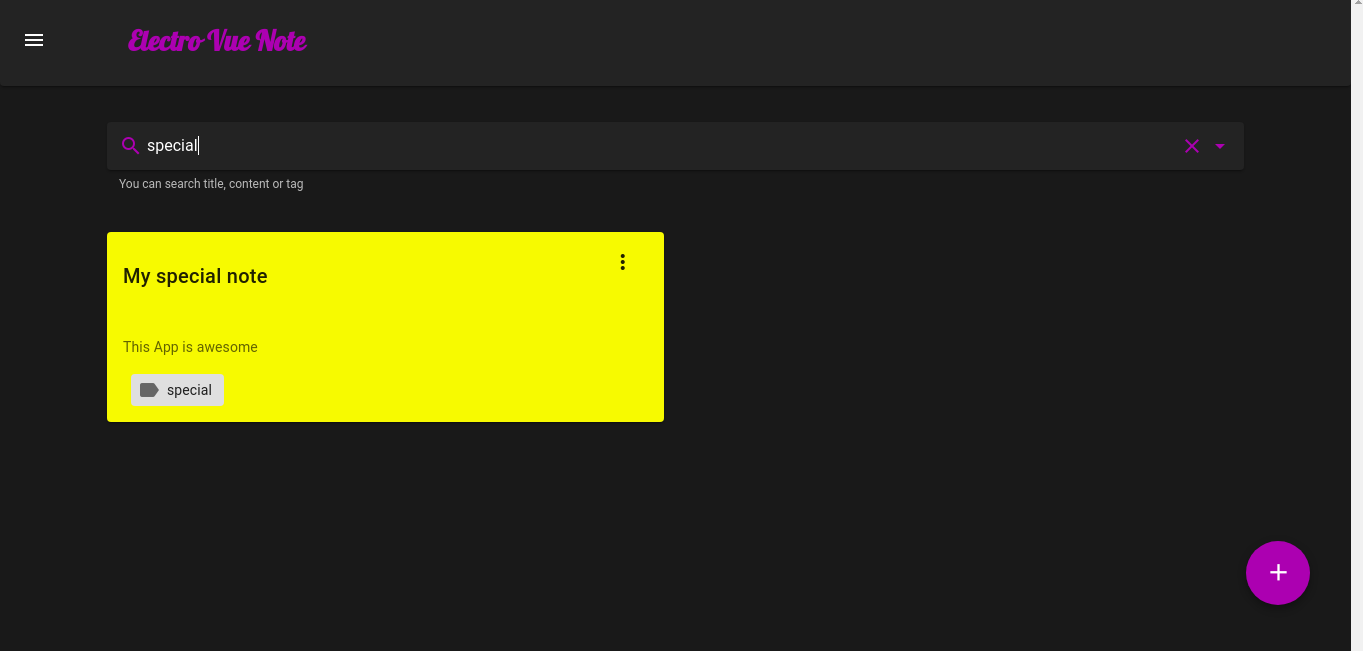 Electro Vue Note
special
You can search title, content or tag
My special note
This App is awesome
special